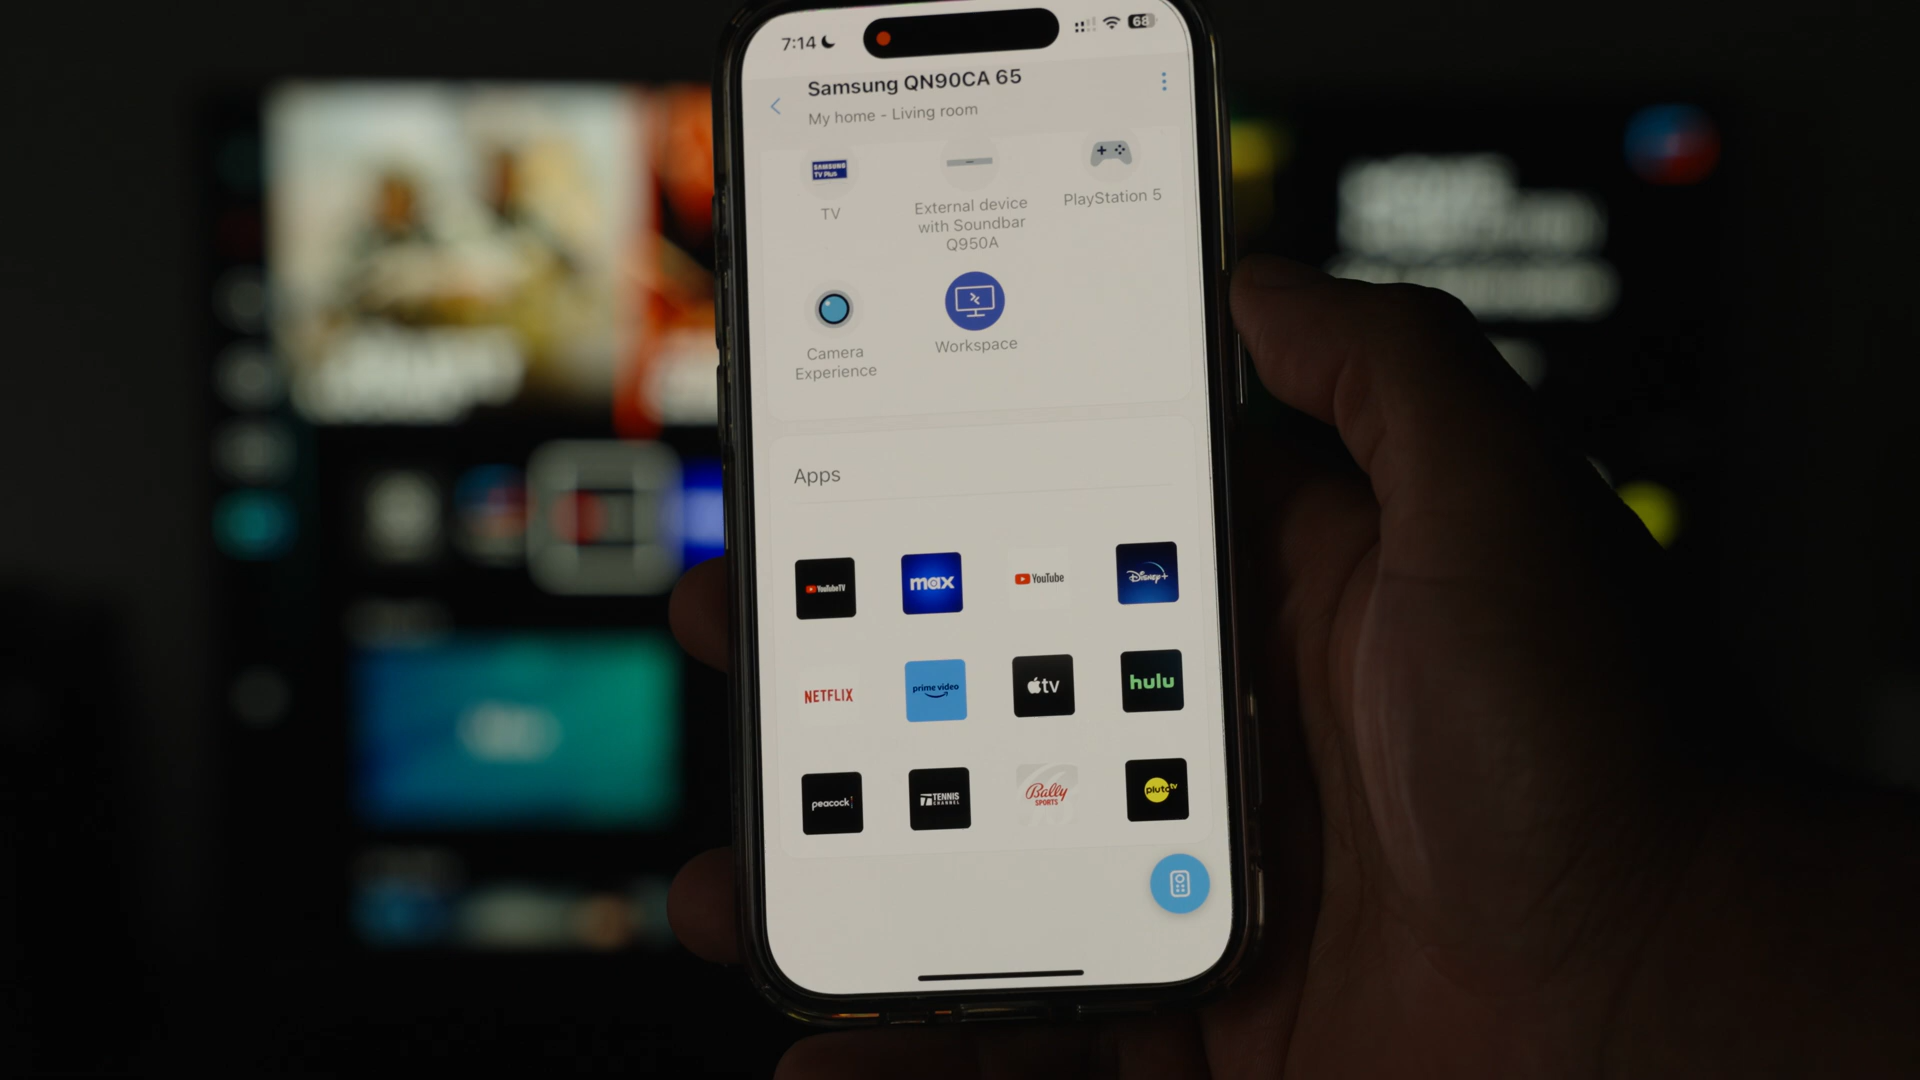 7:14
68
Samsung QN90CA 65
My home - Living room
SAMSUNG
TV Plus
TV
External device
with Soundbar
Q950A
PlayStation 5
Camera
Experience
Workspace
Apps
YouTubeTV
max
YouTube
Disney+
NETFLIX
prime video
tv
hulu
peacock
TENNIS
CHANNEL
Bally
SPORTS
pluto tv